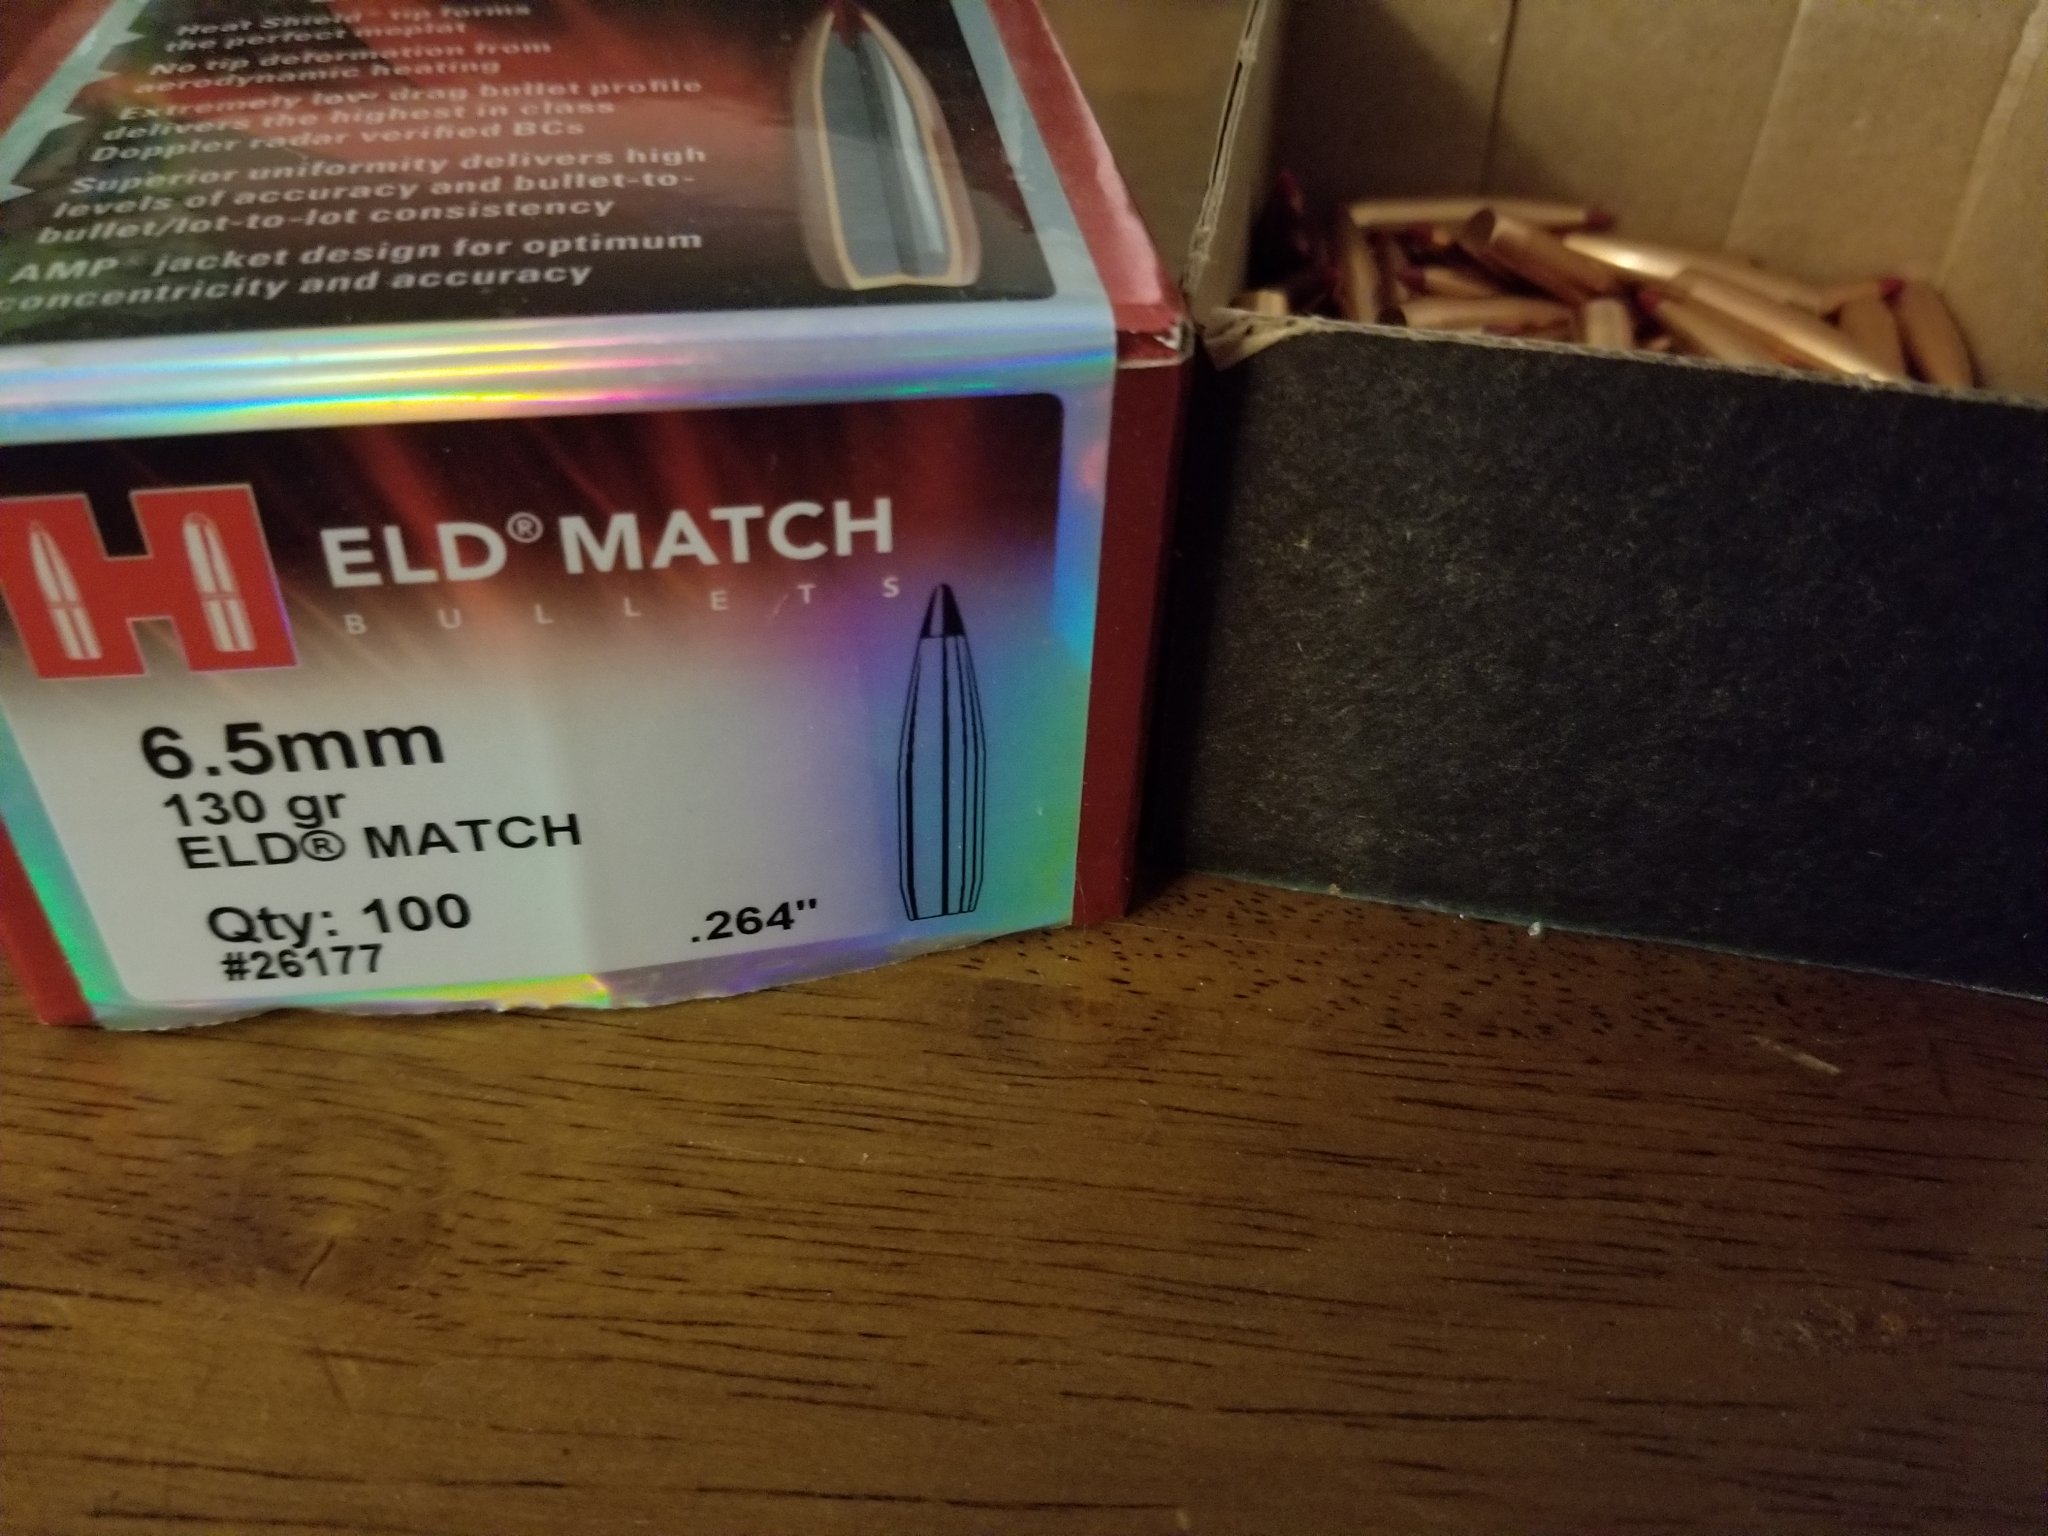 Heat Shield® tip forms
the perfect meplat
No tip deformation from
aerodynamic heating
Extremely low drag bullet profile
delivers the highest in class
Doppler radar verified BCs
Superior uniformity delivers high
levels of accuracy and bullet-to-
bullet/lot-to-lot consistency
AMP® jacket design for optimum
concentricity and accuracy
H
ELD® MATCH
BULLETS
6.5mm
130 gr
ELD® MATCH
Qty: 100
#26177
.264"